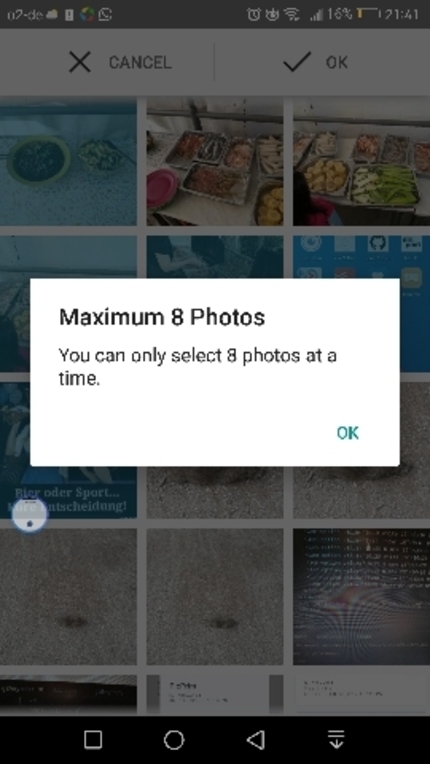 o2-de 16% 21:41
CANCEL OK
Maximum 8 Photos
You can only select 8 photos at a
time.
OK
Bier oder Sport...
Eure Entscheidung!